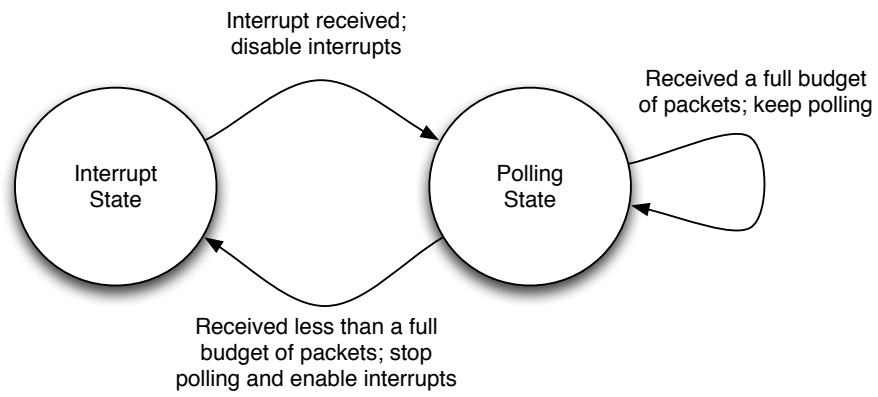 Interrupt received;
disable interrupts
Received a full budget
of packets; keep polling
Interrupt
State
Polling
State
Received less than a full
budget of packets; stop
polling and enable interrupts